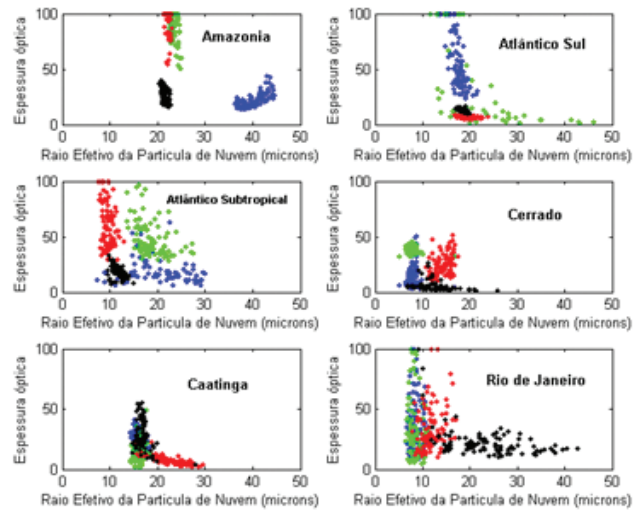 Amazonia
Espessura óptica
100
50
0
0 10 20 30 40 50
Raio Efetivo da Particula de Nuvem (microns)
Atlântico Sul
Espessura óptica
100
50
0
0 10 20 30 40 50
Raio Efetivo da Particula de Nuvem (microns)
Atlântico Subtropical
Espessura óptica
100
50
0
0 10 20 30 40 50
Raio Efetivo da Particula de Nuvem (microns)
Cerrado
Espessura óptica
100
50
0
0 10 20 30 40 50
Raio Efetivo da Particula de Nuvem (microns)
Caatinga
Espessura óptica
100
50
0
0 10 20 30 40 50
Raio Efetivo da Particula de Nuvem (microns)
Rio de Janeiro
Espessura óptica
100
50
0
0 10 20 30 40 50
Raio Efetivo da Particula de Nuvem (microns)